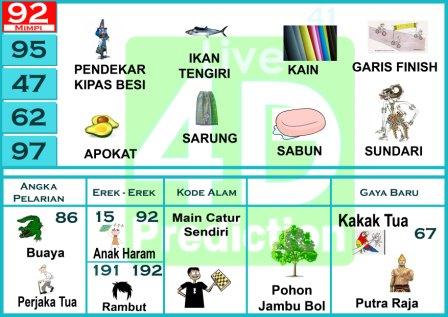 92
MIMPI
95
47
62
97
PENDEKAR
KIPAS BESI
IKAN
TENGIRI
KAIN
GARIS FINISH
APOKAT
SARUNG
SABUN
SUNDARI
Live
4D
Prediction
ANGKA
PELARIAN
EREK - EREK
KODE ALAM
GAYA BARU
86
Buaya
Perjaka Tua
15 92
Anak Haram
191 192
Rambut
Main Catur
Sendiri
Pohon
Jambu Bol
Kakak Tua
67
Putra Raja